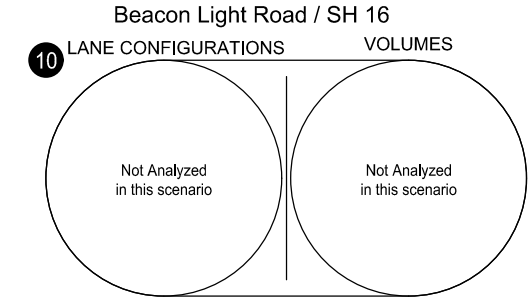 Beacon Light Road / SH 16
10 LANE CONFIGURATIONS VOLUMES
Not Analyzed
in this scenario
Not Analyzed
in this scenario